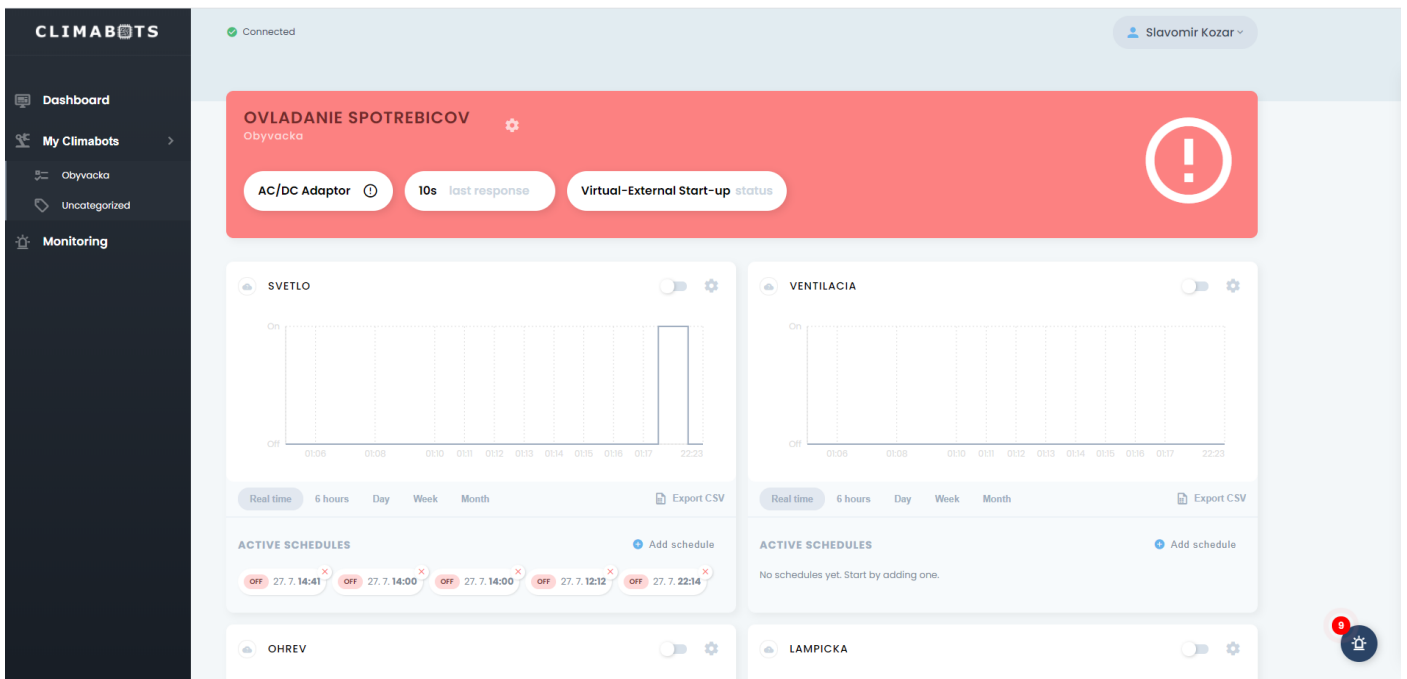 CLIMABOTS
Connected
Slavomir Kozar
Dashboard
My Climabots
Obyvacka
Uncategorized
Monitoring
OVLADANIE SPOTREBICOV
Obyvacka
AC/DC Adaptor
10s last response
Virtual-External Start-up status
SVETLO
On
Off
01:06 01:08 01:10 01:11 01:12 01:13 01:14 01:15 01:16 01:17 22:23
Real time 6 hours Day Week Month Export CSV
ACTIVE SCHEDULES Add schedule
OFF 27. 7. 14:41 OFF 27. 7. 14:00 OFF 27. 7. 14:00 OFF 27. 7. 12:12 OFF 27. 7. 22:14
VENTILACIA
On
Off
01:06 01:08 01:10 01:11 01:12 01:13 01:14 01:15 01:16 01:17 22:23
Real time 6 hours Day Week Month Export CSV
ACTIVE SCHEDULES Add schedule
No schedules yet. Start by adding one.
OHREV
LAMPICKA
9